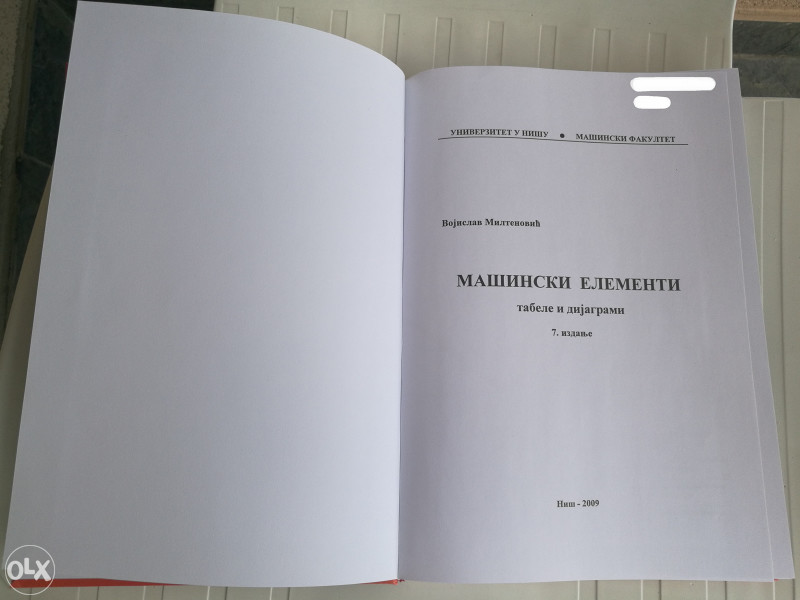 УНИВЕРЗИТЕТ У НИШУ ● МАШИНСКИ ФАКУЛТЕТ
Војислав Милтеновић
МАШИНСКИ ЕЛЕМЕНТИ
табеле и дијаграми
7. издање
Ниш - 2009
OLX